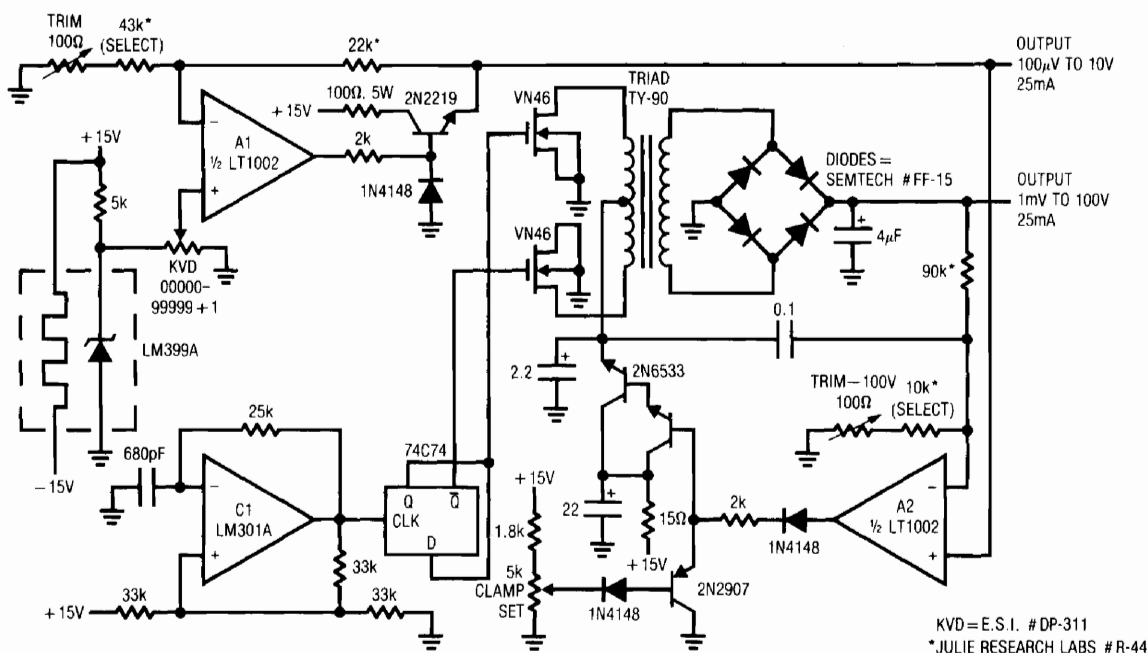 TRIM
100Ω
43k*
(SELECT)
22k*
+15V
100Ω, 5W
2N2219
A1
½ LT1002
2k
1N4148
+15V
5k
KVD
00000-
99999+1
LM399A
-15V
VN46
TRIAD
TY-90
VN46
DIODES =
SEMTECH #FF-15
4µF
OUTPUT
100µV TO 10V
25mA
OUTPUT
1mV TO 100V
25mA
90k*
0.1
2.2
2N6533
TRIM-100V
100Ω
10k*
(SELECT)
680pF
25k
C1
LM301A
33k
+15V
33k
33k
74C74
Q
Q̅
CLK
D
+15V
1.8k
5k
CLAMP
SET
22
15Ω
+15V
1N4148
2N2907
2k
1N4148
A2
½ LT1002
KVD = E.S.I. #DP-311
*JULIE RESEARCH LABS #R-44